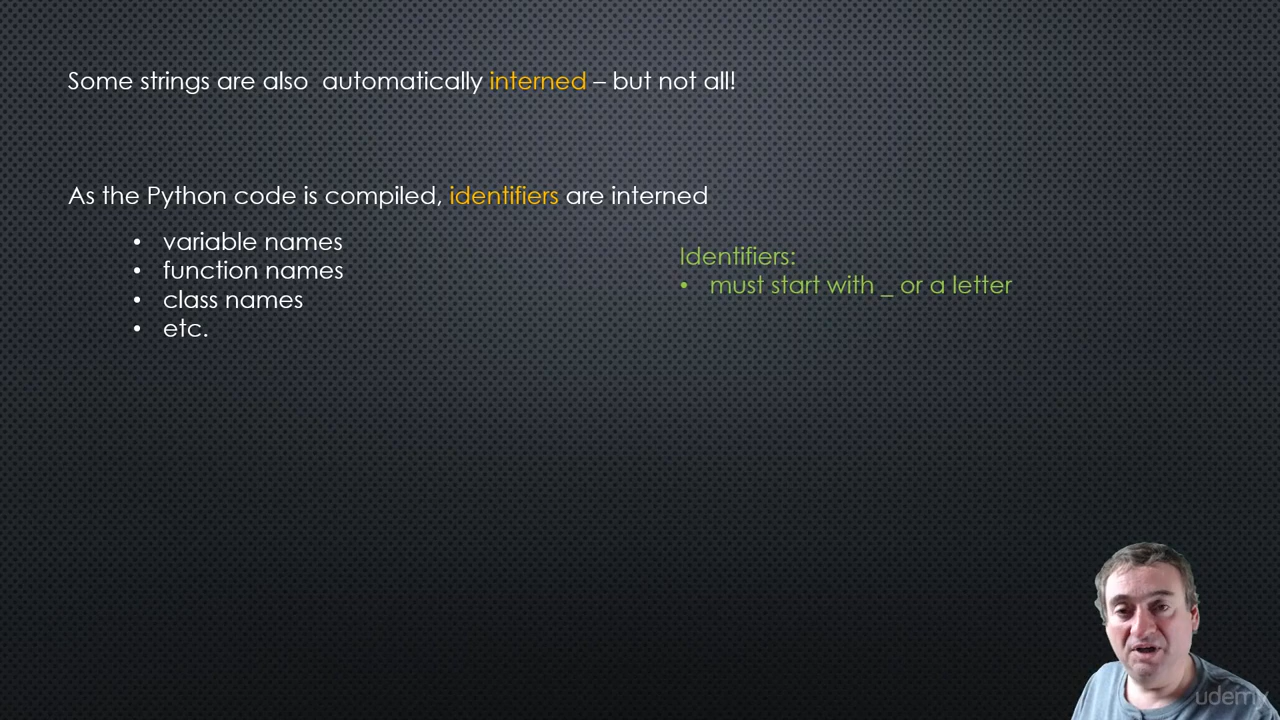 Some strings are also automatically interned – but not all!
As the Python code is compiled, identifiers are interned
• variable names
• function names
• class names
• etc.
Identifiers:
• must start with _ or a letter
udemy